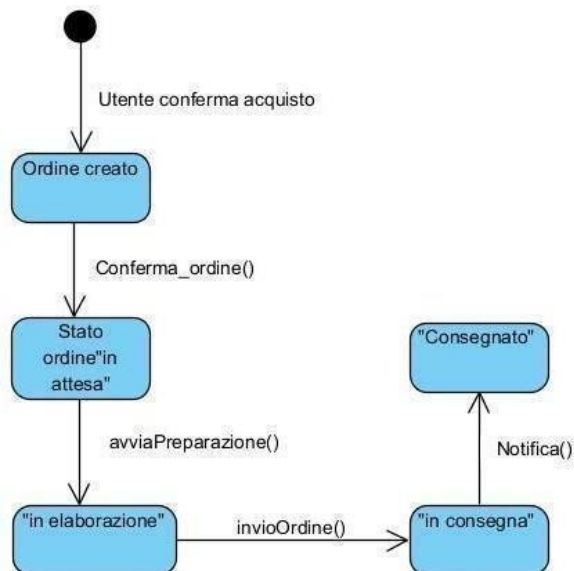 Utente conferma acquisto
Ordine creato
Conferma_ordine()
Stato
ordine"in
attesa"
avviaPreparazione()
"in elaborazione"
invioOrdine()
"in consegna"
Notifica()
"Consegnato"